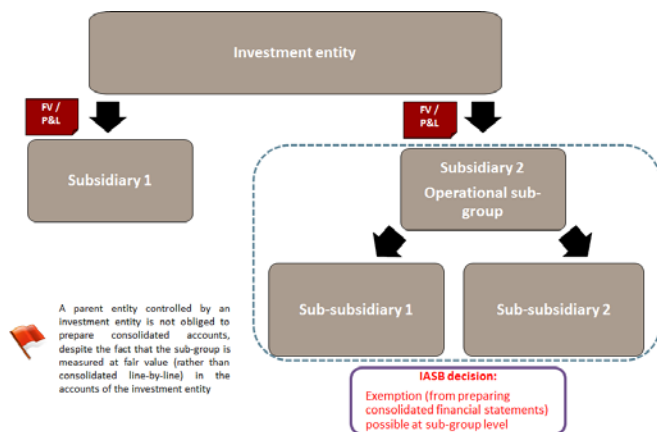 Investment entity
FV /
P&L
FV /
P&L
Subsidiary 1
Subsidiary 2
Operational sub-
group
Sub-subsidiary 1
Sub-subsidiary 2
A parent entity controlled by an
investment entity is not obliged to
prepare consolidated accounts,
despite the fact that the sub-group is
measured at fair value (rather than
consolidated line-by-line) in the
accounts of the investment entity
IASB decision:
Exemption (from preparing
consolidated financial statements)
possible at sub-group level